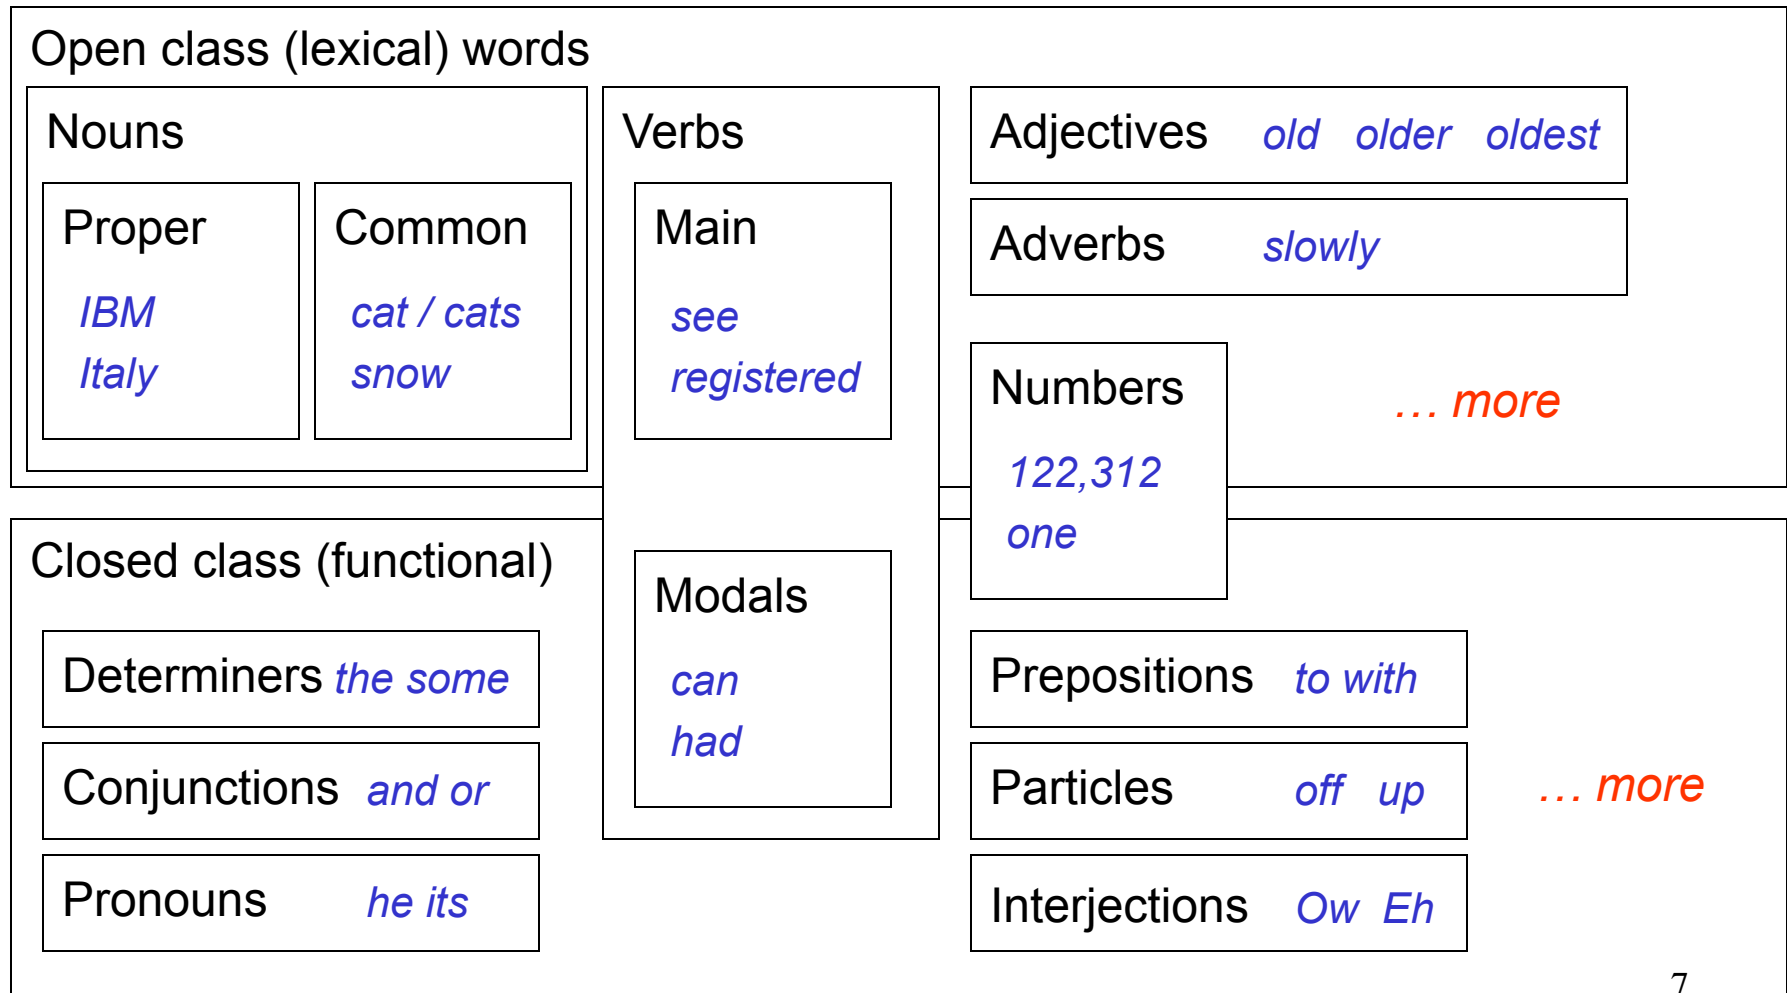 Open class (lexical) words
Nouns
Proper
IBM
Italy
Common
cat / cats
snow
Verbs
Main
see
registered
Adjectives old older oldest
Adverbs slowly
Numbers
122,312
one
… more
Closed class (functional)
Determiners the some
Conjunctions and or
Pronouns he its
Modals
can
had
Prepositions to with
Particles off up
Interjections Ow Eh
… more
7